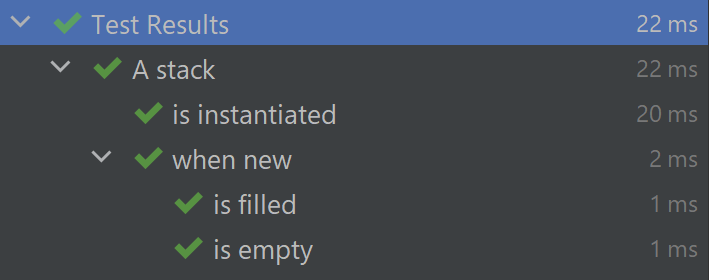 Test Results 22 ms
A stack 22 ms
is instantiated 20 ms
when new 2 ms
is filled 1 ms
is empty 1 ms